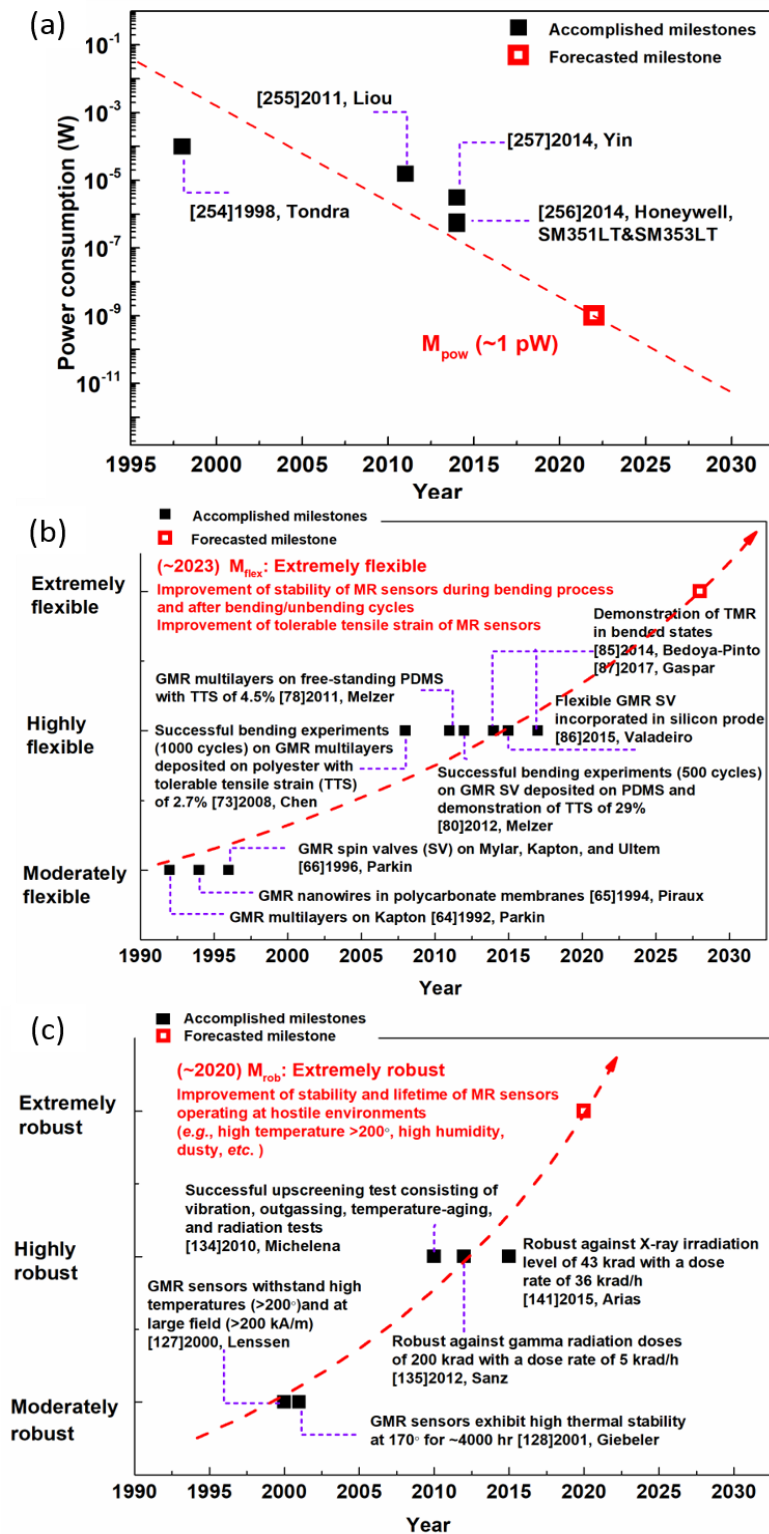 (a)
Accomplished milestones
Forecasted milestone
Power consumption (W)
10⁻¹
10⁻³
10⁻⁵
10⁻⁷
10⁻⁹
10⁻¹¹
[255]2011, Liou
[257]2014, Yin
[254]1998, Tondra
[256]2014, Honeywell,
SM351LT&SM353LT
M_pow (~1 pW)
1995 2000 2005 2010 2015 2020 2025 2030
Year
(b)
Accomplished milestones
Forecasted milestone
(~2023) M_flex: Extremely flexible
Improvement of stability of MR sensors during bending process
and after bending/unbending cycles
Improvement of tolerable tensile strain of MR sensors
Extremely
flexible
Highly
flexible
Moderately
flexible
Demonstration of TMR
in bended states
[85]2014, Bedoya-Pinto
[87]2017, Gaspar
GMR multilayers on free-standing PDMS
with TTS of 4.5% [78]2011, Melzer
Flexible GMR SV
incorporated in silicon prode
[86]2015, Valadeiro
Successful bending experiments
(1000 cycles) on GMR multilayers
deposited on polyester with
tolerable tensile strain (TTS)
of 2.7% [73]2008, Chen
Successful bending experiments (500 cycles)
on GMR SV deposited on PDMS and
demonstration of TTS of 29%
[80]2012, Melzer
GMR spin valves (SV) on Mylar, Kapton, and Ultem
[66]1996, Parkin
GMR nanowires in polycarbonate membranes [65]1994, Piraux
GMR multilayers on Kapton [64]1992, Parkin
1990 1995 2000 2005 2010 2015 2020 2025 2030
Year
(c)
Accomplished milestones
Forecasted milestone
(~2020) M_rob: Extremely robust
Improvement of stability and lifetime of MR sensors
operating at hostile environments
(e.g., high temperature >200°, high humidity,
dusty, etc. )
Extremely
robust
Highly
robust
Moderately
robust
Successful upscreening test consisting of
vibration, outgassing, temperature-aging,
and radiation tests
[134]2010, Michelena
Robust against X-ray irradiation
level of 43 krad with a dose
rate of 36 krad/h
[141]2015, Arias
GMR sensors withstand high
temperatures (>200°)and at
large field (>200 kA/m)
[127]2000, Lenssen
Robust against gamma radiation doses
of 200 krad with a dose rate of 5 krad/h
[135]2012, Sanz
GMR sensors exhibit high thermal stability
at 170° for ~4000 hr [128]2001, Giebeler
1990 1995 2000 2005 2010 2015 2020 2025 2030
Year